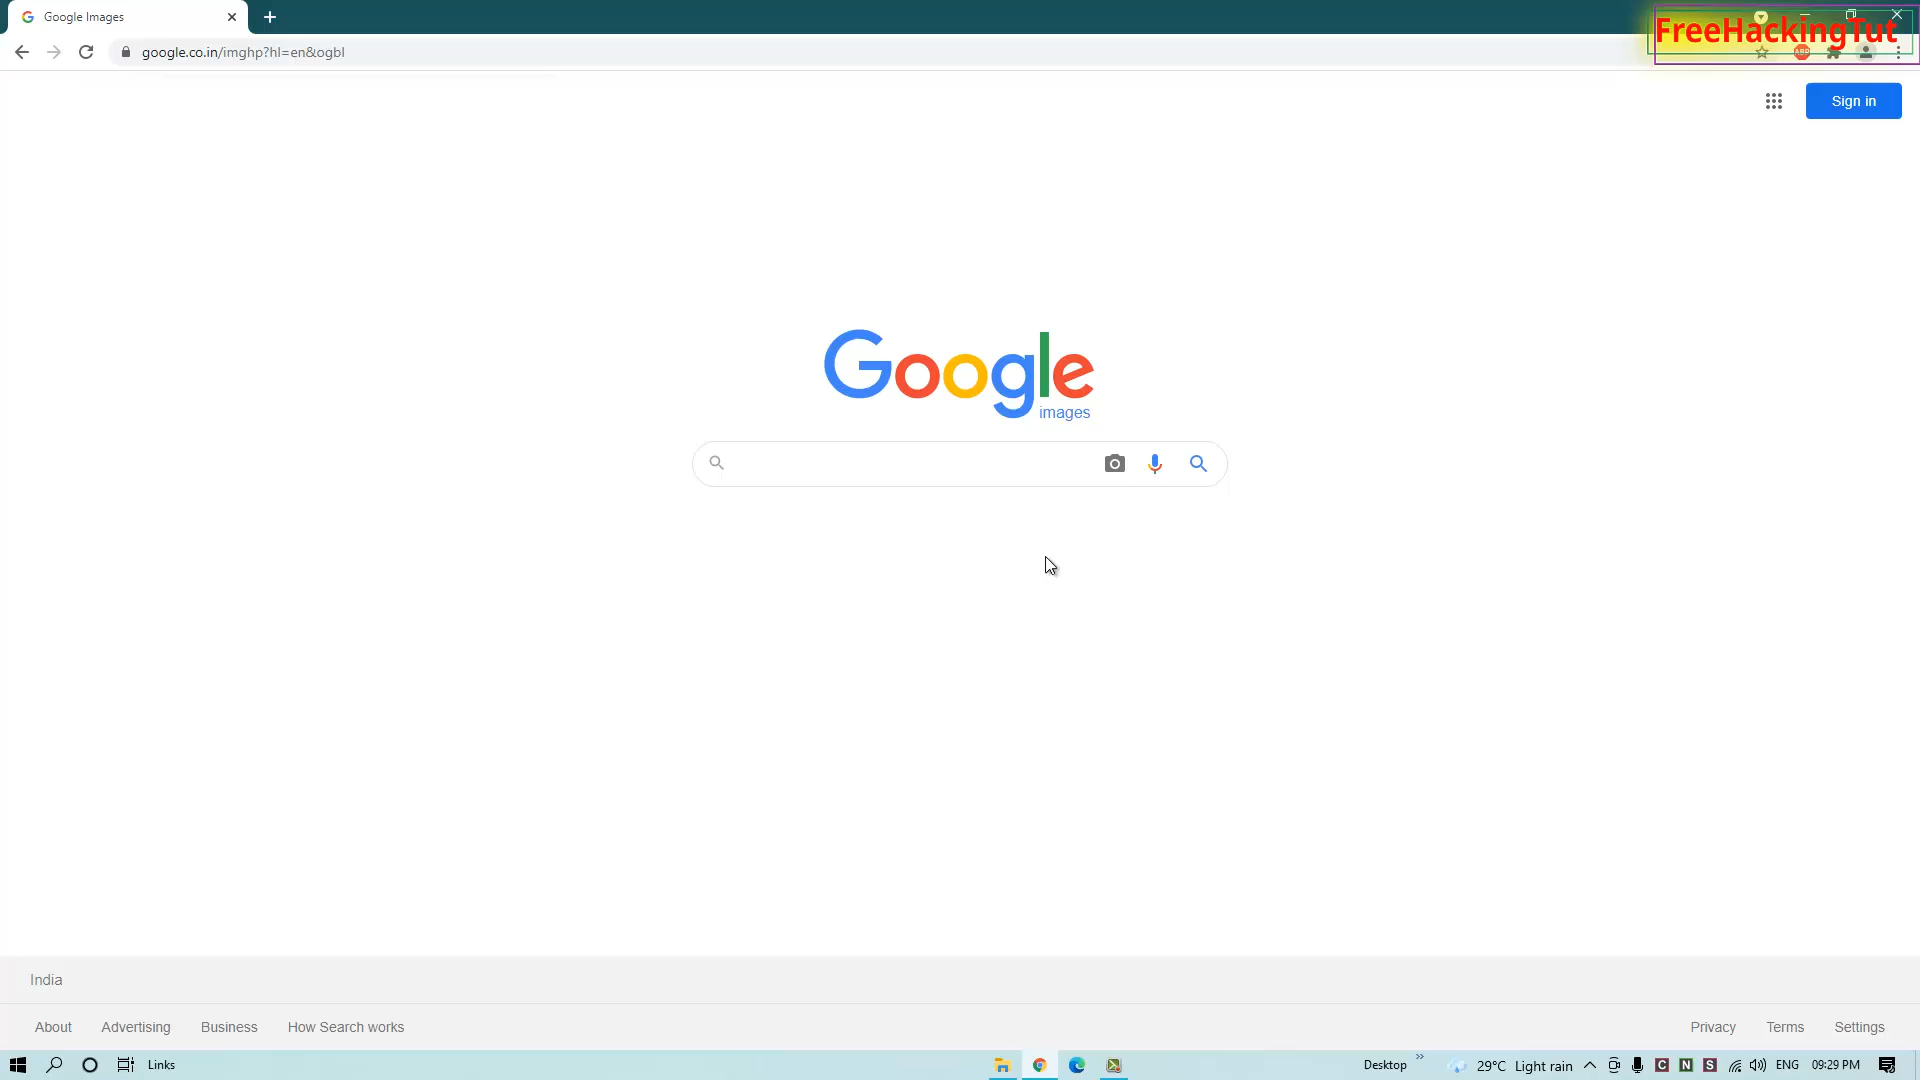 Google Images
FreeHackingTut
google.co.in/imghp?hl=en&ogbl
ABP
Sign in
Google
images
India
About Advertising Business How Search works
Privacy Terms Settings
Links
Desktop »
29°C Light rain
C N S
ENG 09:29 PM